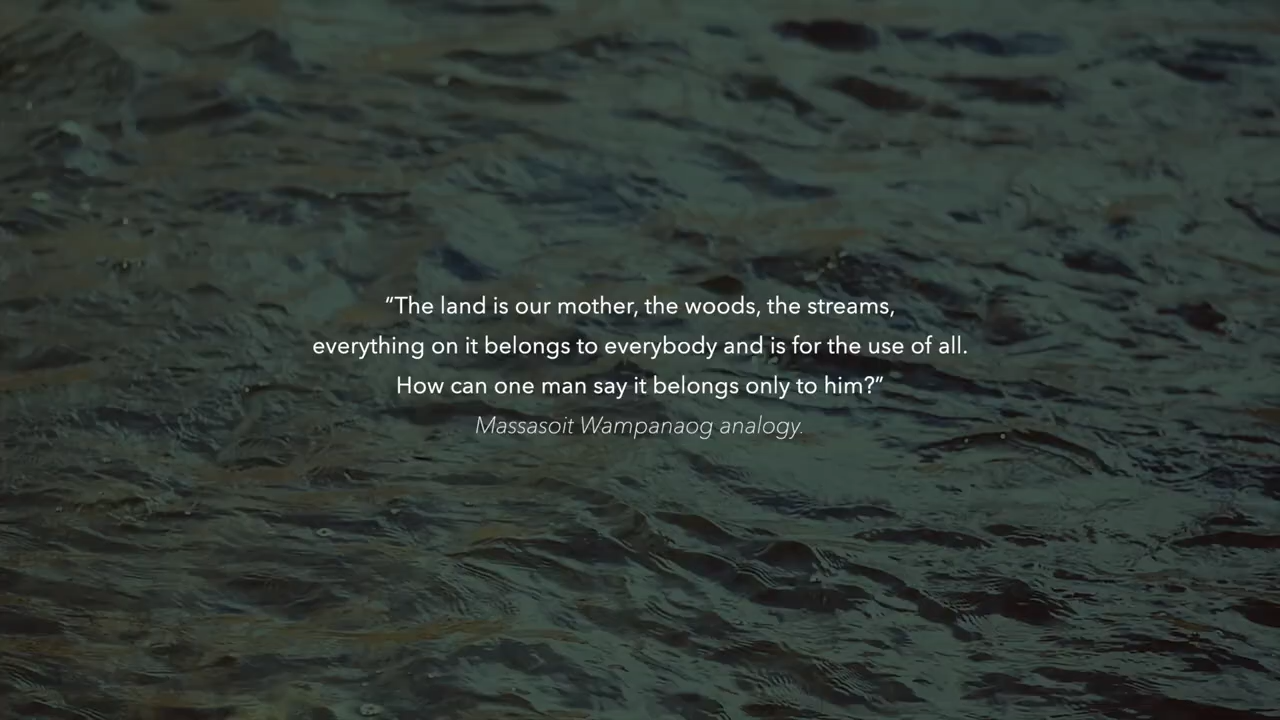 “The land is our mother, the woods, the streams,
everything on it belongs to everybody and is for the use of all.
How can one man say it belongs only to him?”
Massasoit Wampanaog analogy.